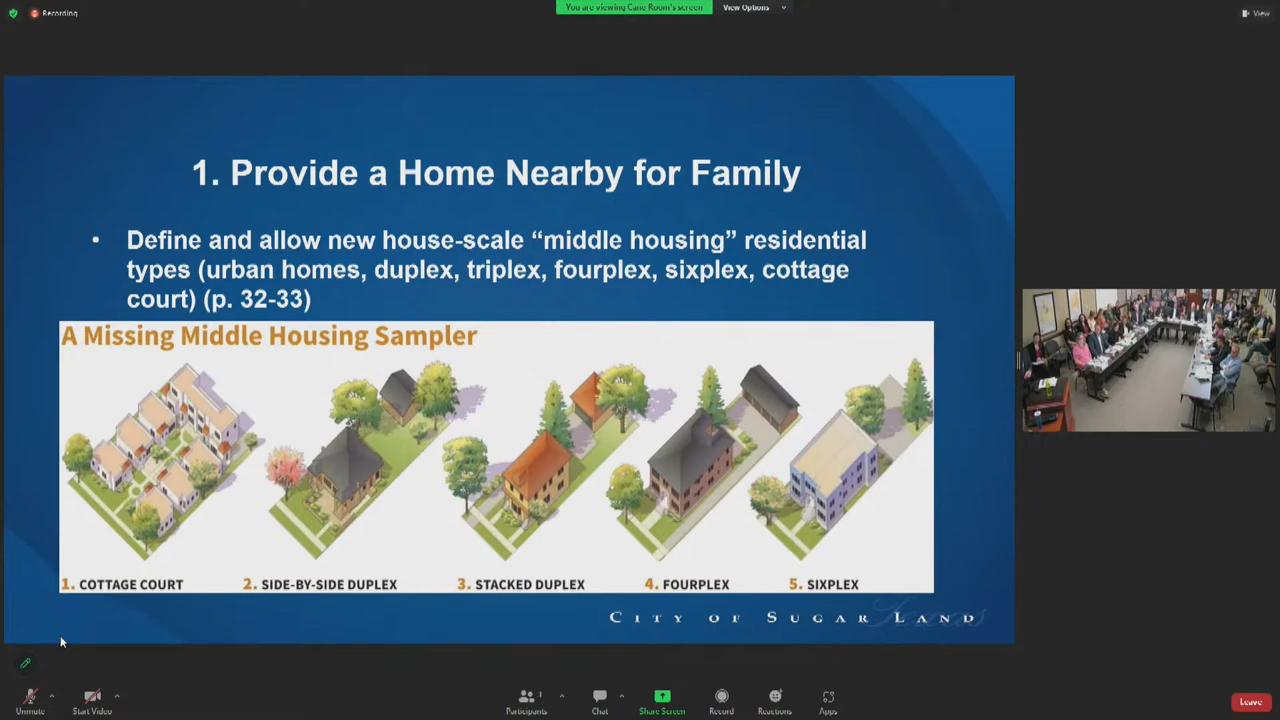 Recording
You are viewing Cane Room's screen
View Options
View
1. Provide a Home Nearby for Family
• Define and allow new house-scale “middle housing” residential
types (urban homes, duplex, triplex, fourplex, sixplex, cottage
court) (p. 32-33)
A Missing Middle Housing Sampler
1. COTTAGE COURT
2. SIDE-BY-SIDE DUPLEX
3. STACKED DUPLEX
4. FOURPLEX
5. SIXPLEX
CITY OF SUGAR LAND
Texas
Unmute
Start Video
Participants
1
Chat
Share Screen
Record
Reactions
Apps
Leave